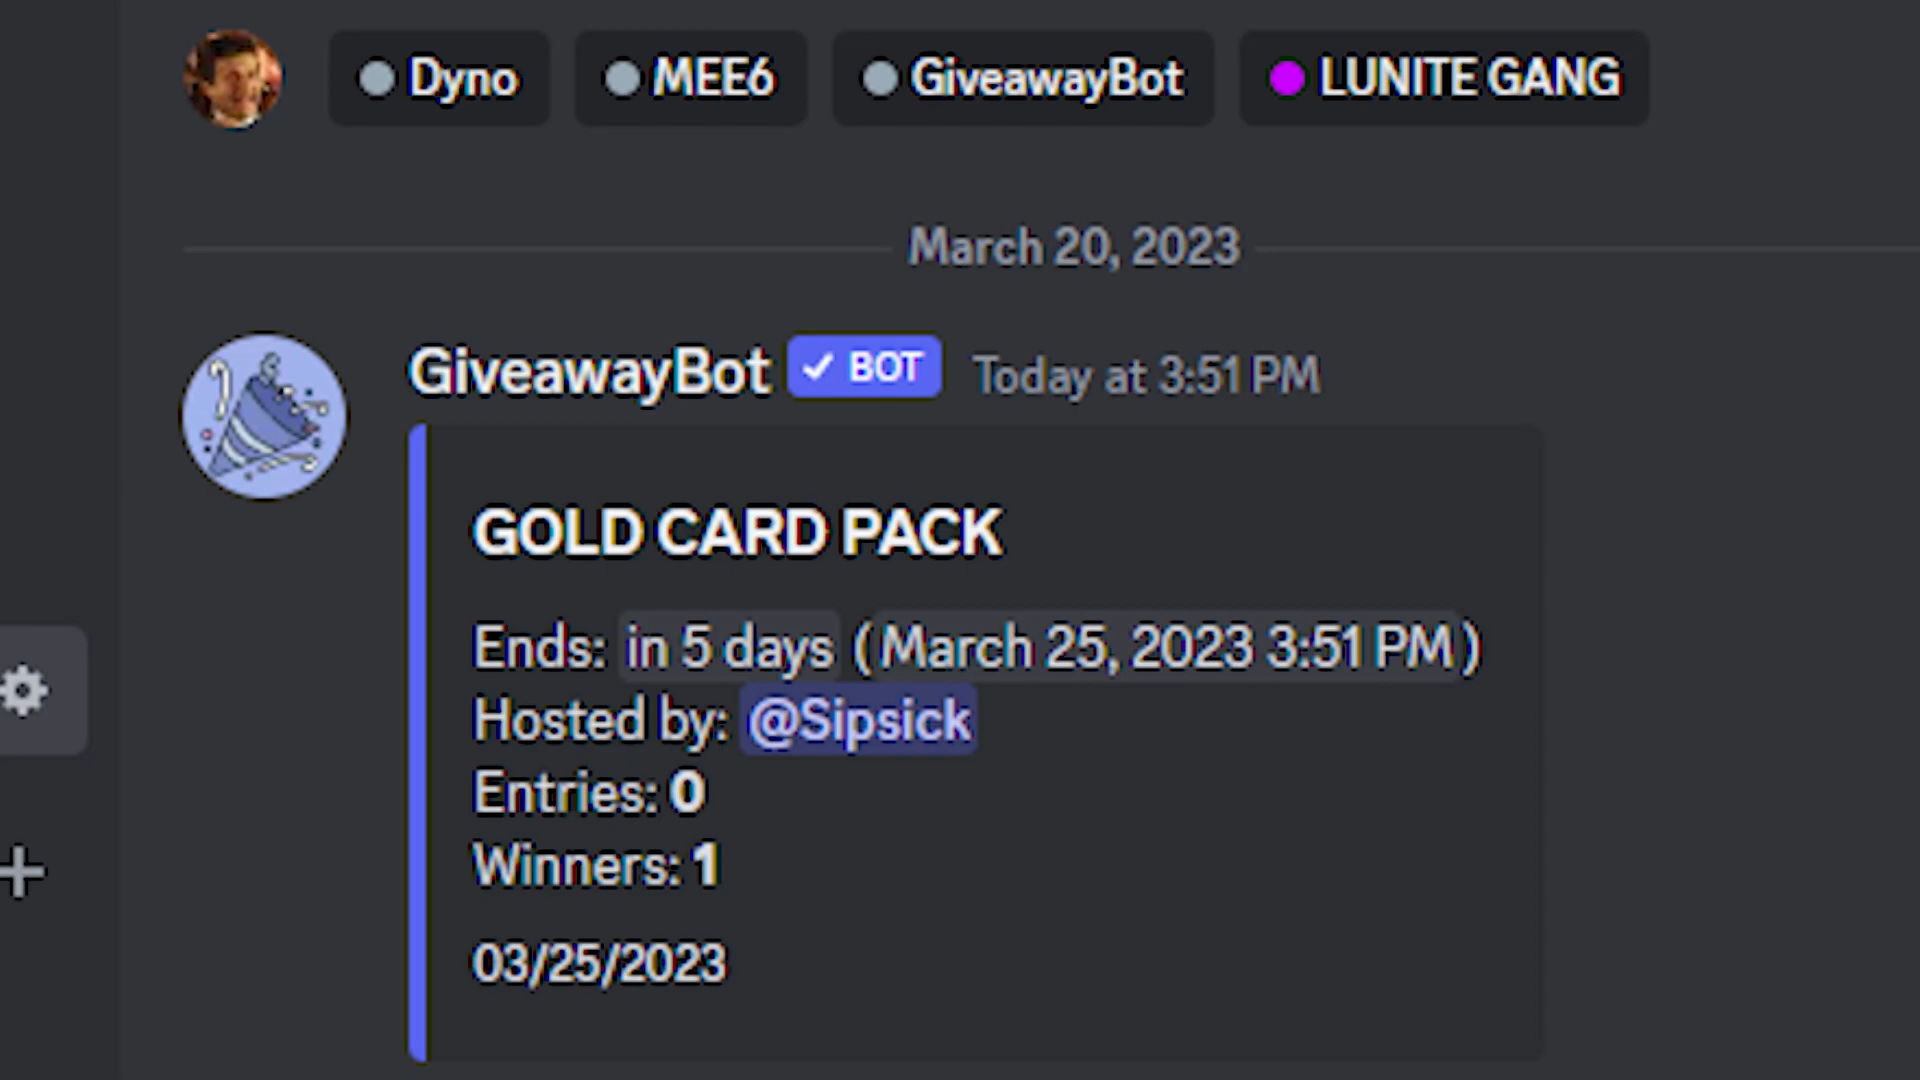 Dyno MEE6 GiveawayBot LUNITE GANG
March 20, 2023
GiveawayBot ✓ BOT Today at 3:51 PM
GOLD CARD PACK
Ends: in 5 days (March 25, 2023 3:51 PM)
Hosted by: @Sipsick
Entries: 0
Winners: 1
03/25/2023